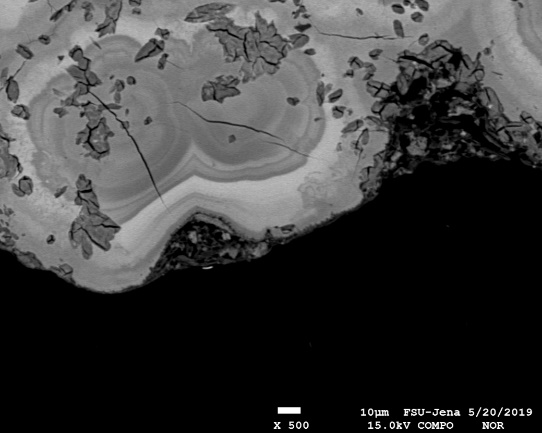 10µm FSU-Jena 5/20/2019
X 500 15.0kV COMPO NOR